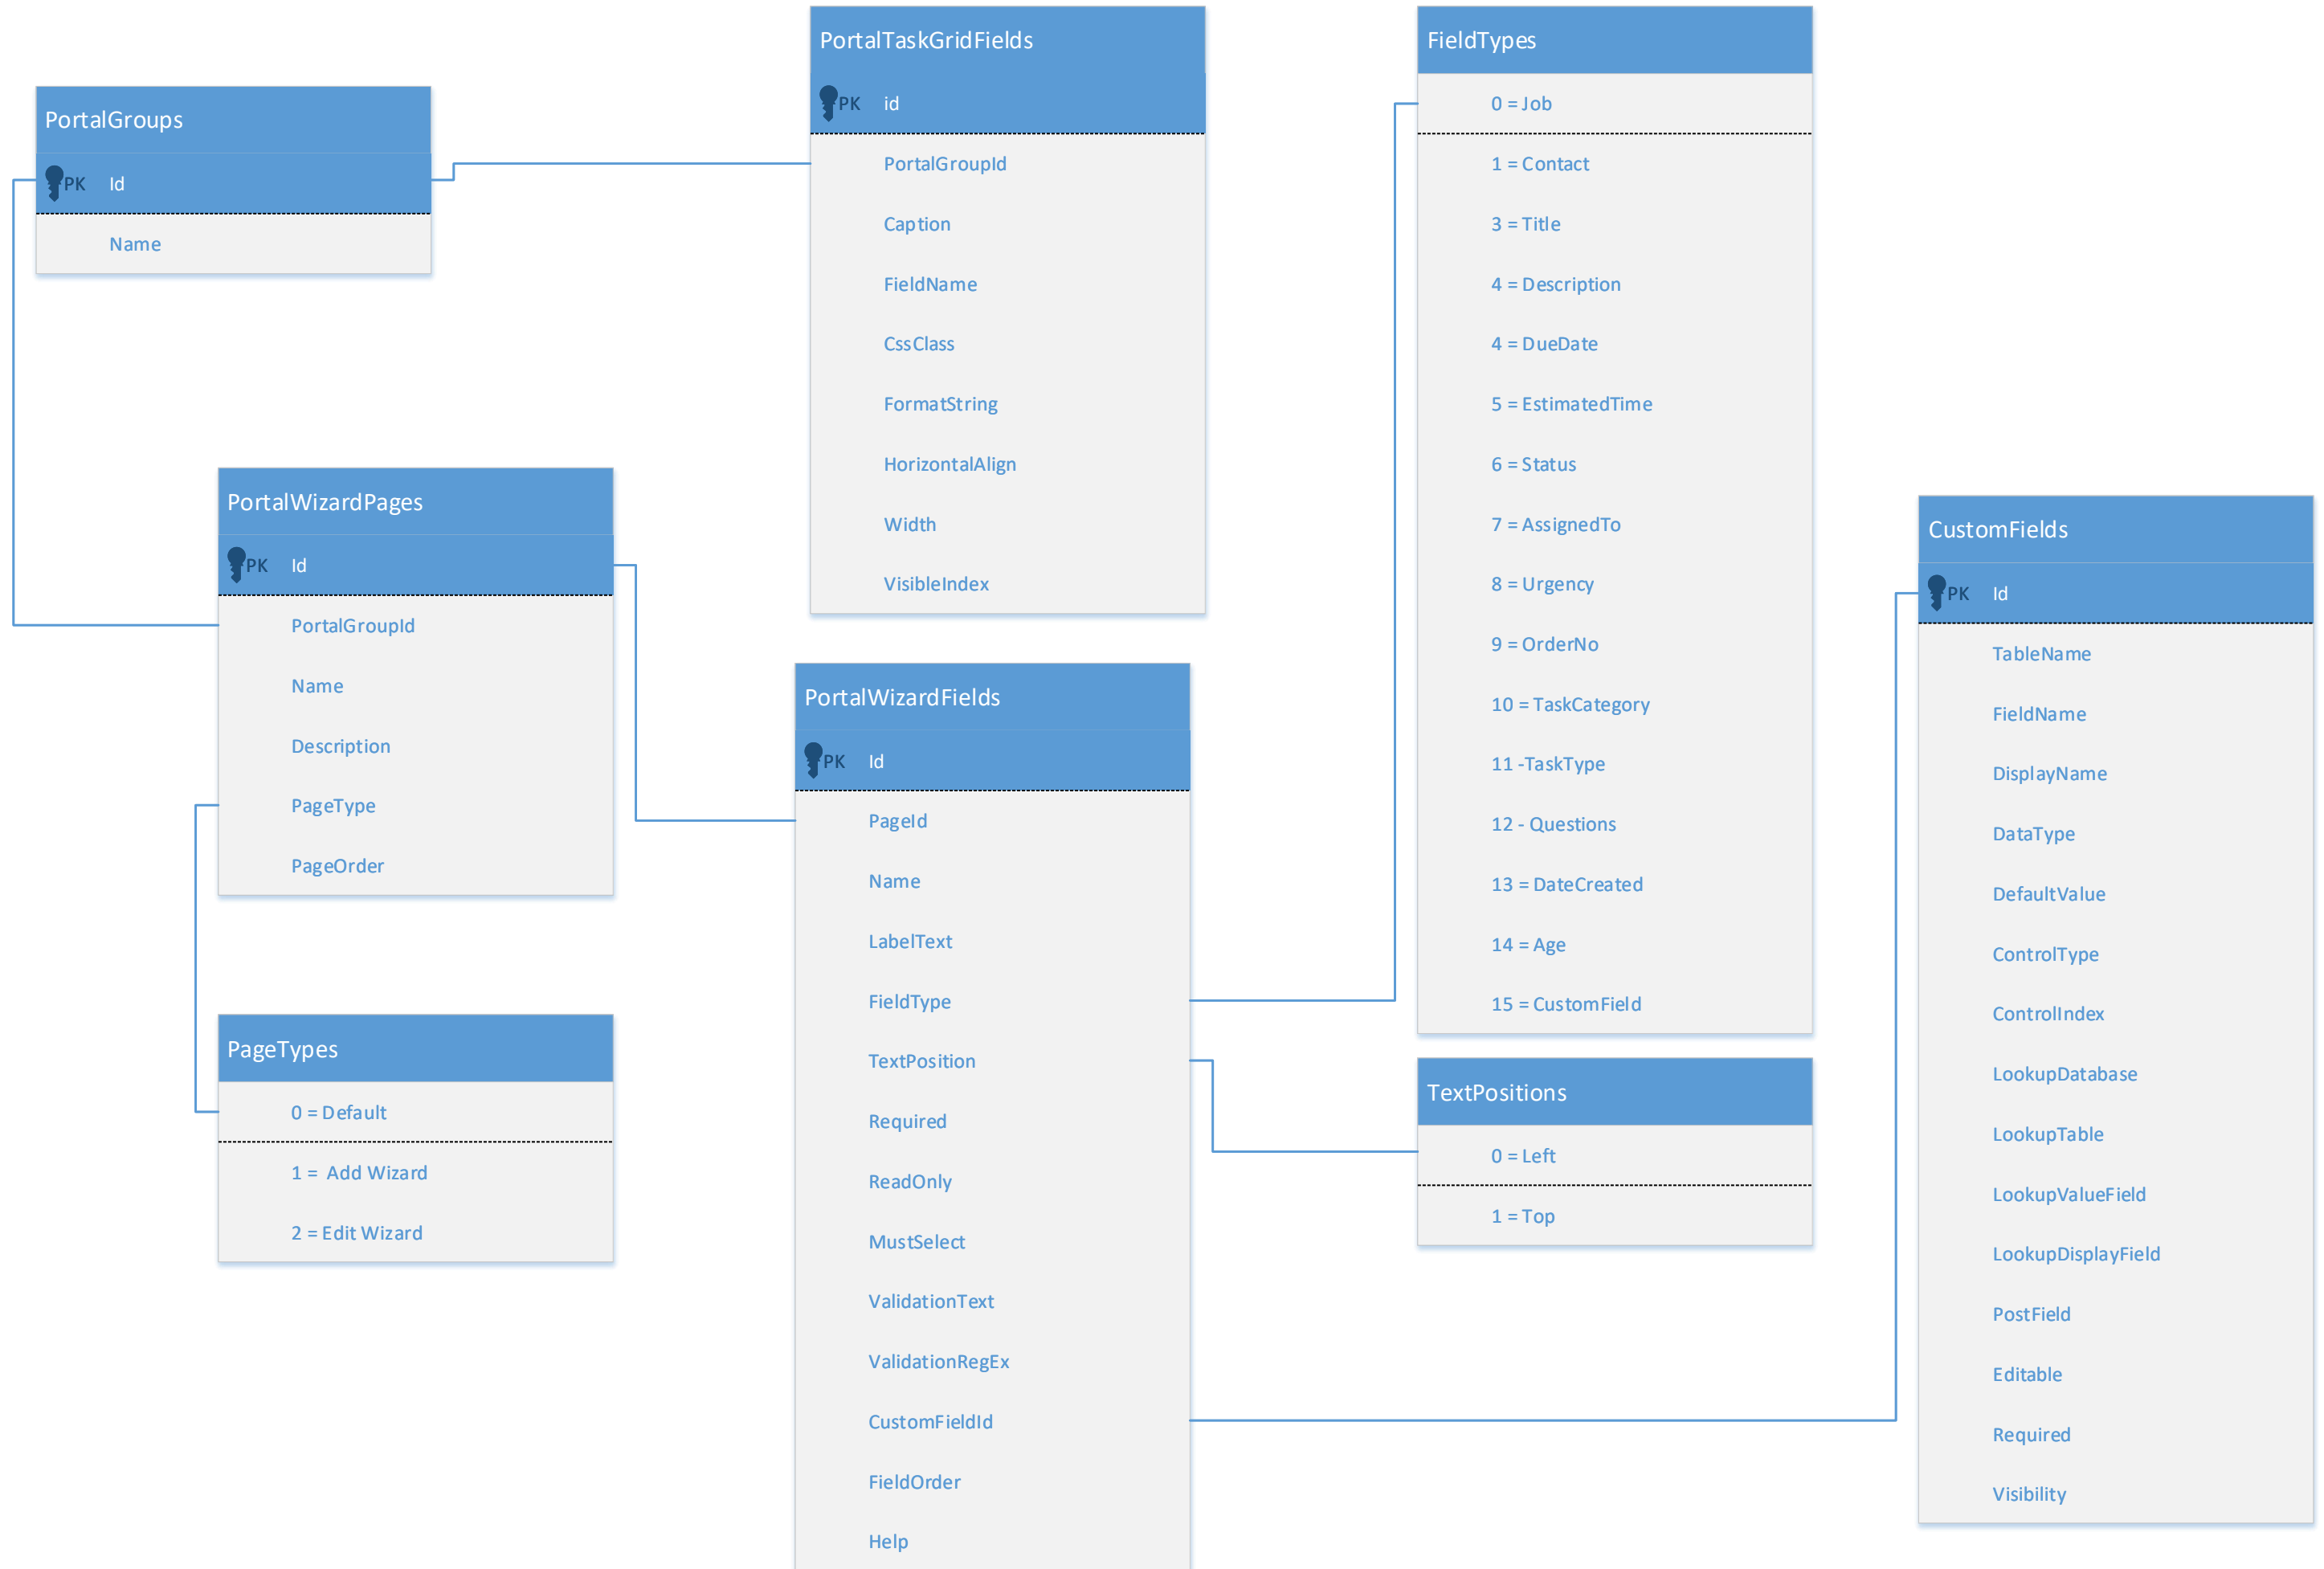 PortalGroups
PK Id
Name
PortalTaskGridFields
PK id
PortalGroupId
Caption
FieldName
CssClass
FormatString
HorizontalAlign
Width
VisibleIndex
FieldTypes
0 = Job
1 = Contact
3 = Title
4 = Description
4 = DueDate
5 = EstimatedTime
6 = Status
7 = AssignedTo
8 = Urgency
9 = OrderNo
10 = TaskCategory
11 -TaskType
12 - Questions
13 = DateCreated
14 = Age
15 = CustomField
PortalWizardPages
PK Id
PortalGroupId
Name
Description
PageType
PageOrder
PageTypes
0 = Default
1 =  Add Wizard
2 = Edit Wizard
PortalWizardFields
PK Id
PageId
Name
LabelText
FieldType
TextPosition
Required
ReadOnly
MustSelect
ValidationText
ValidationRegEx
CustomFieldId
FieldOrder
Help
TextPositions
0 = Left
1 = Top
CustomFields
PK Id
TableName
FieldName
DisplayName
DataType
DefaultValue
ControlType
ControlIndex
LookupDatabase
LookupTable
LookupValueField
LookupDisplayField
PostField
Editable
Required
Visibility